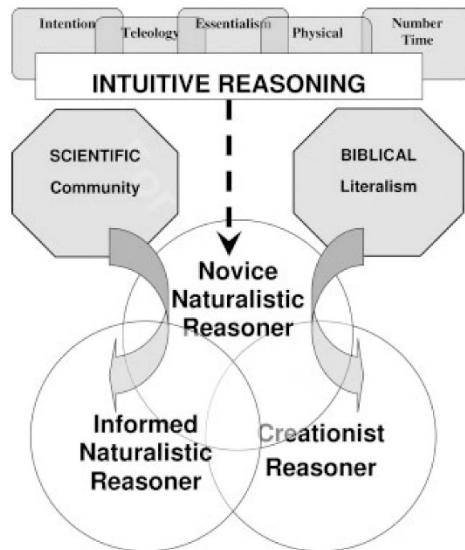 Intention
Teleology
Essentialism
Physical
Number
Time
INTUITIVE REASONING
SCIENTIFIC
Community
BIBLICAL
Literalism
Novice
Naturalistic
Reasoner
Informed
Naturalistic
Reasoner
Creationist
Reasoner